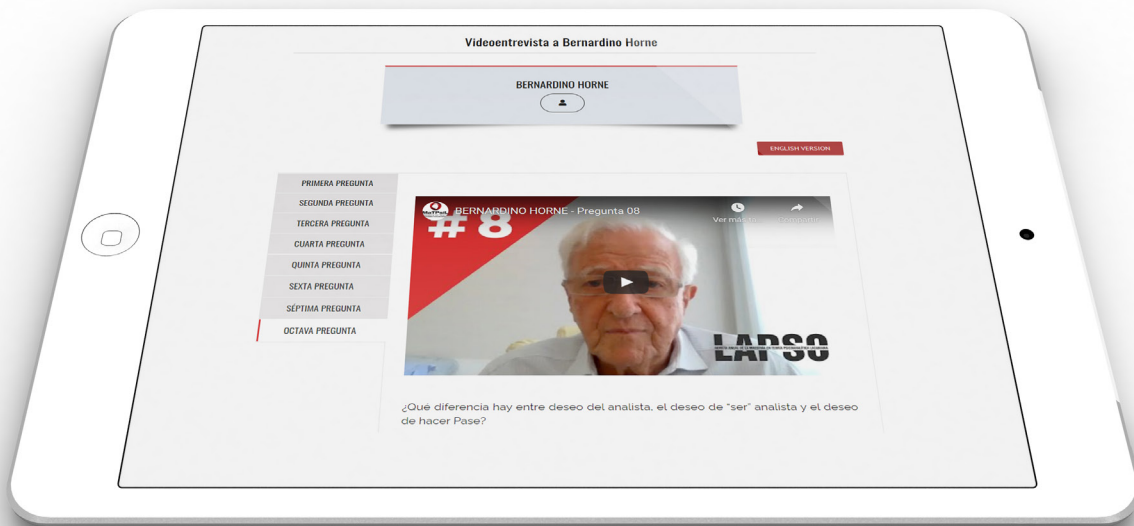 Videoentrevista a Bernardino Horne
BERNARDINO HORNE
ENGLISH VERSION
PRIMERA PREGUNTA
SEGUNDA PREGUNTA
TERCERA PREGUNTA
CUARTA PREGUNTA
QUINTA PREGUNTA
SEXTA PREGUNTA
SÉPTIMA PREGUNTA
OCTAVA PREGUNTA
BERNARDINO HORNE - Pregunta 08
#8
LAPSO
¿Qué diferencia hay entre deseo del analista, el deseo de "ser" analista y el deseo
de hacer Pase?